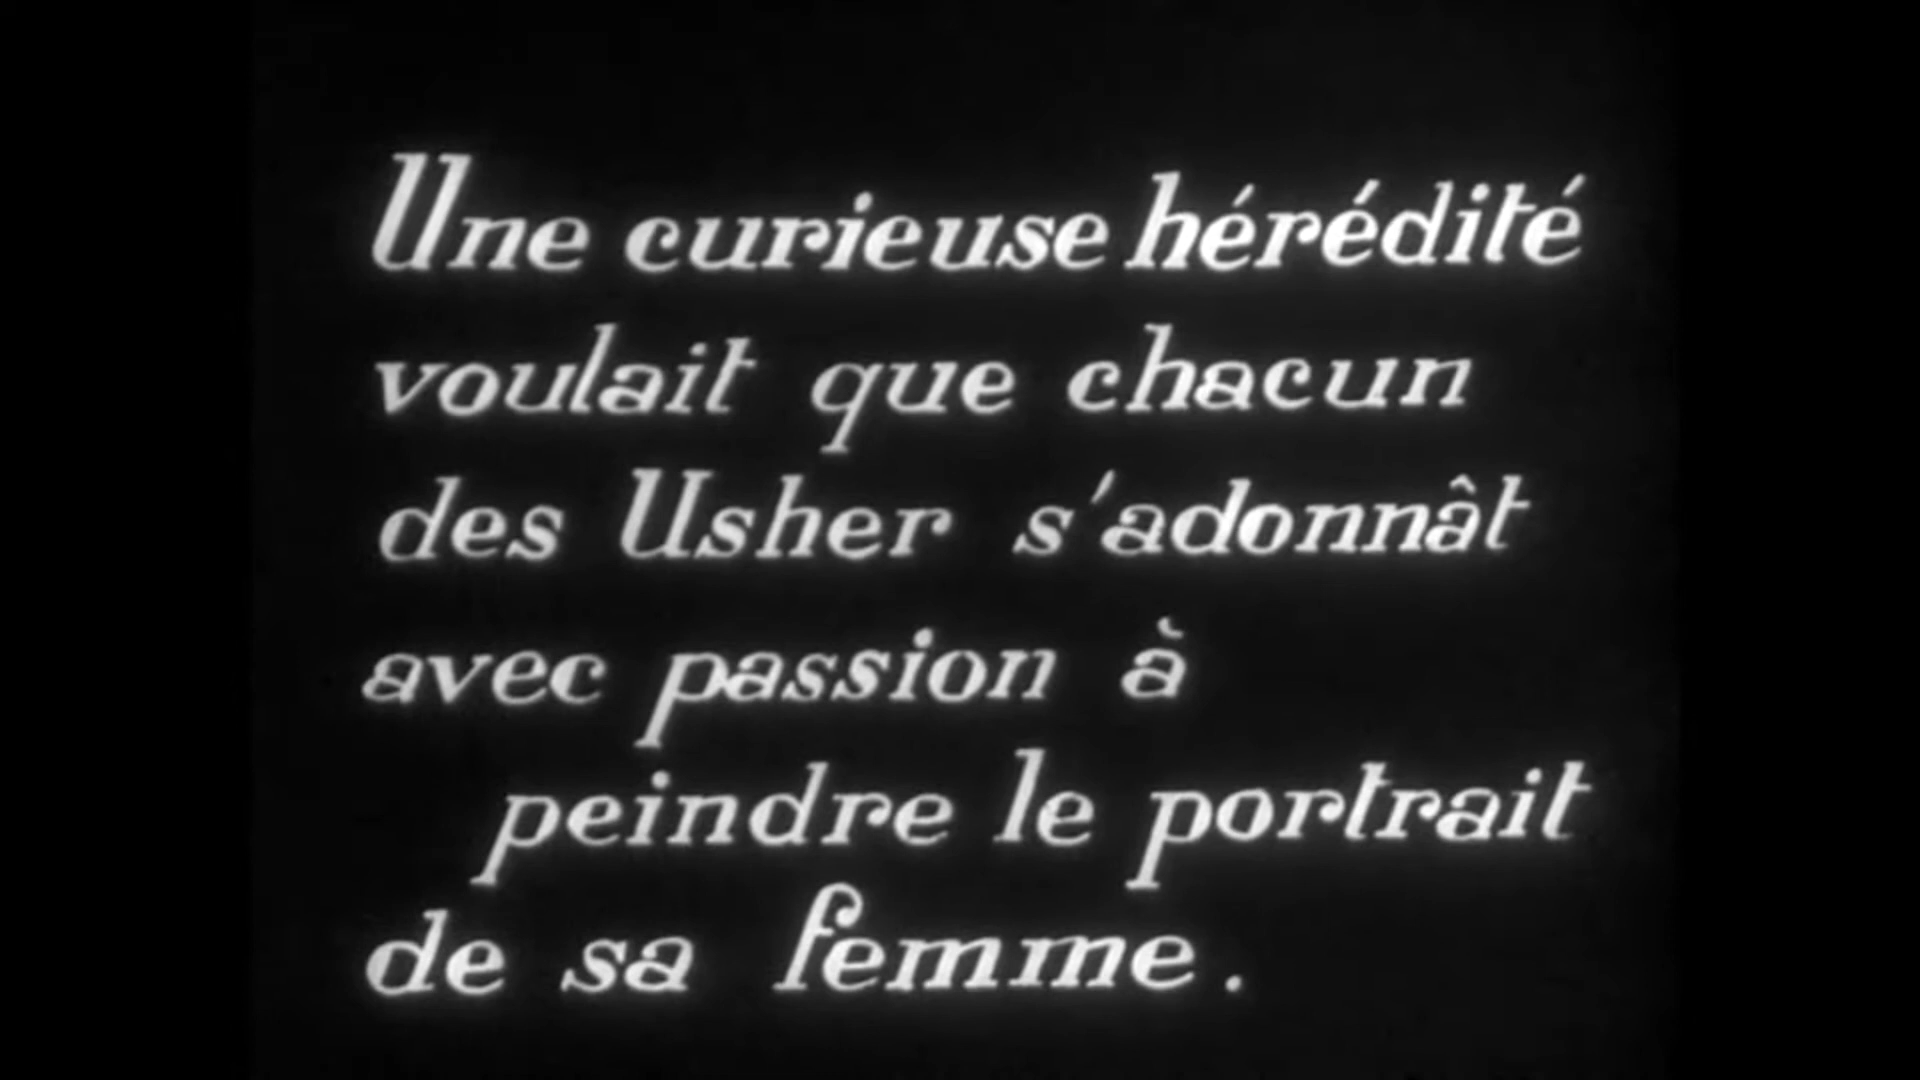 Une curieuse hérédité
voulait que chacun
des Usher s'adonnât
avec passion à
peindre le portrait
de sa femme.